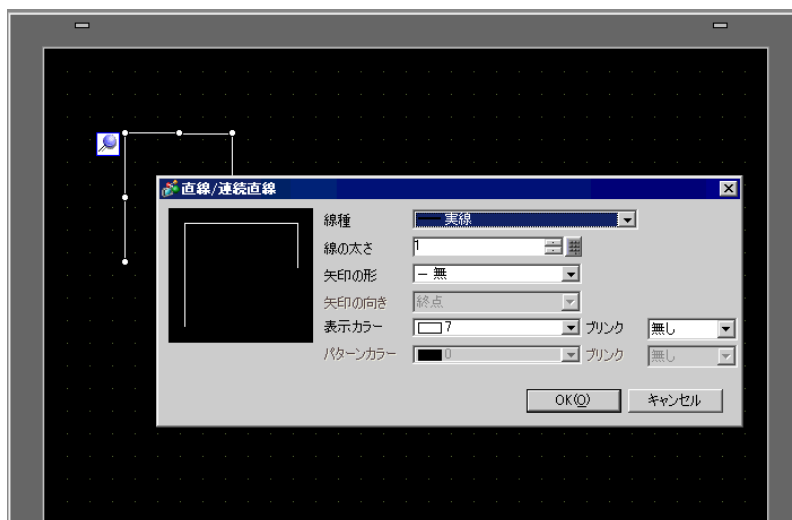 直線/連続直線
線種 実線
線の太さ 1
矢印の形 無
矢印の向き 終点
表示カラー 7 ブリンク 無し
パターンカラー 0 ブリンク 無し
OK(O) キャンセル